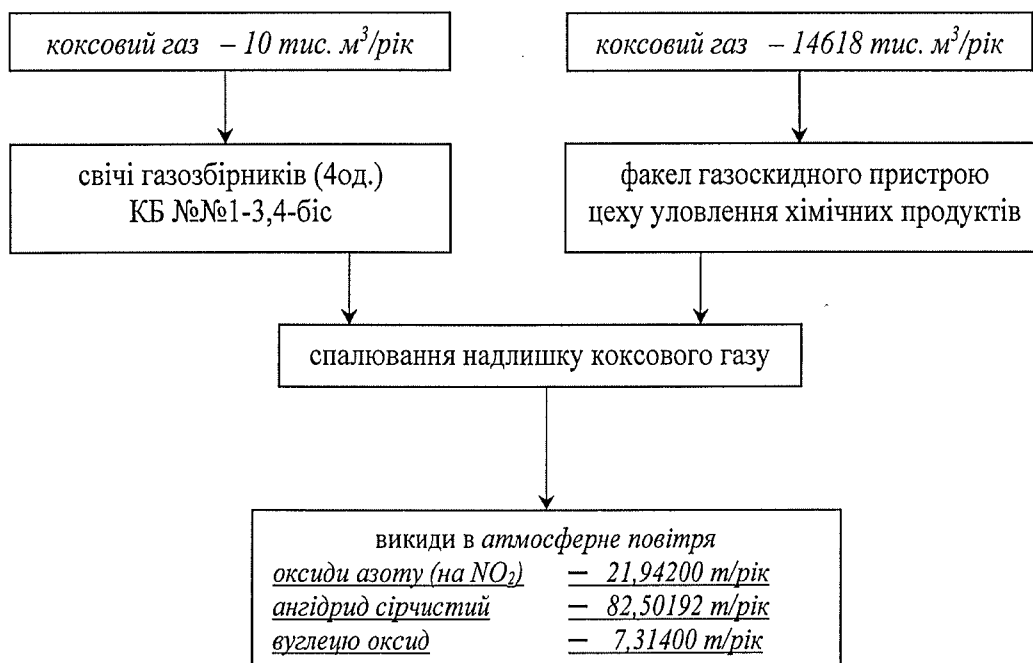 коксовий газ – 10 тис. м³/рік
коксовий газ – 14618 тис. м³/рік
свічі газозбірників (4од.)
КБ №№1-3,4-біс
факел газоскидного пристрою
цеху уловлення хімічних продуктів
спалювання надлишку коксового газу
викиди в атмосферне повітря
оксиди азоту (на NO₂) – 21,94200 т/рік
ангідрид сірчистий – 82,50192 т/рік
вуглецю оксид – 7,31400 т/рік